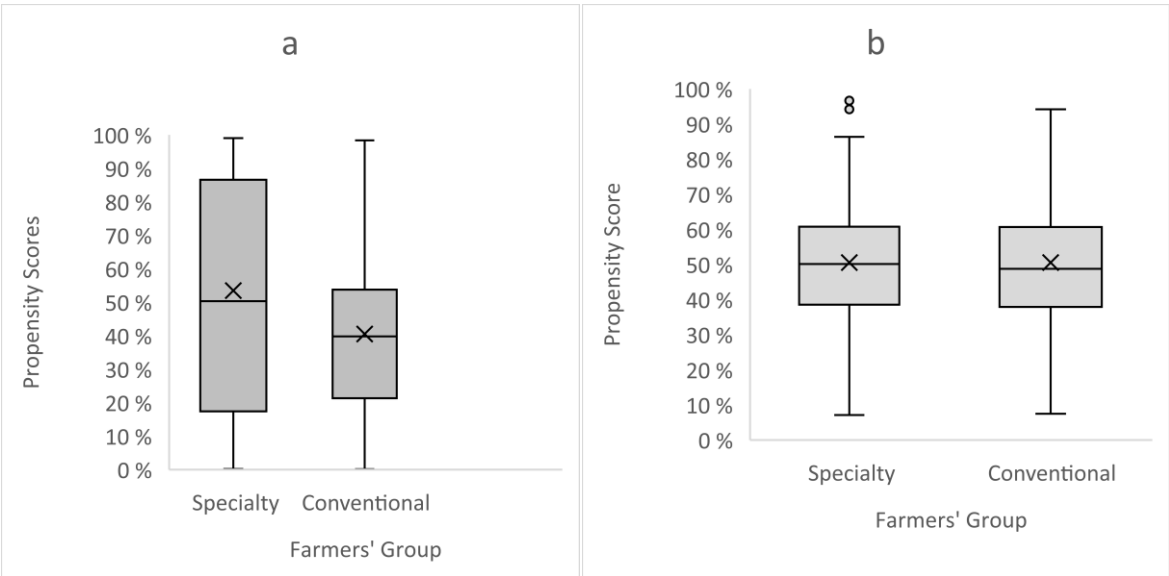 a
Propensity Scores
100 %
90 %
80 %
70 %
60 %
50 %
40 %
30 %
20 %
10 %
0 %
Specialty Conventional
Farmers' Group
b
Propensity Score
100 %
90 %
80 %
70 %
60 %
50 %
40 %
30 %
20 %
10 %
0 %
Specialty Conventional
Farmers' Group